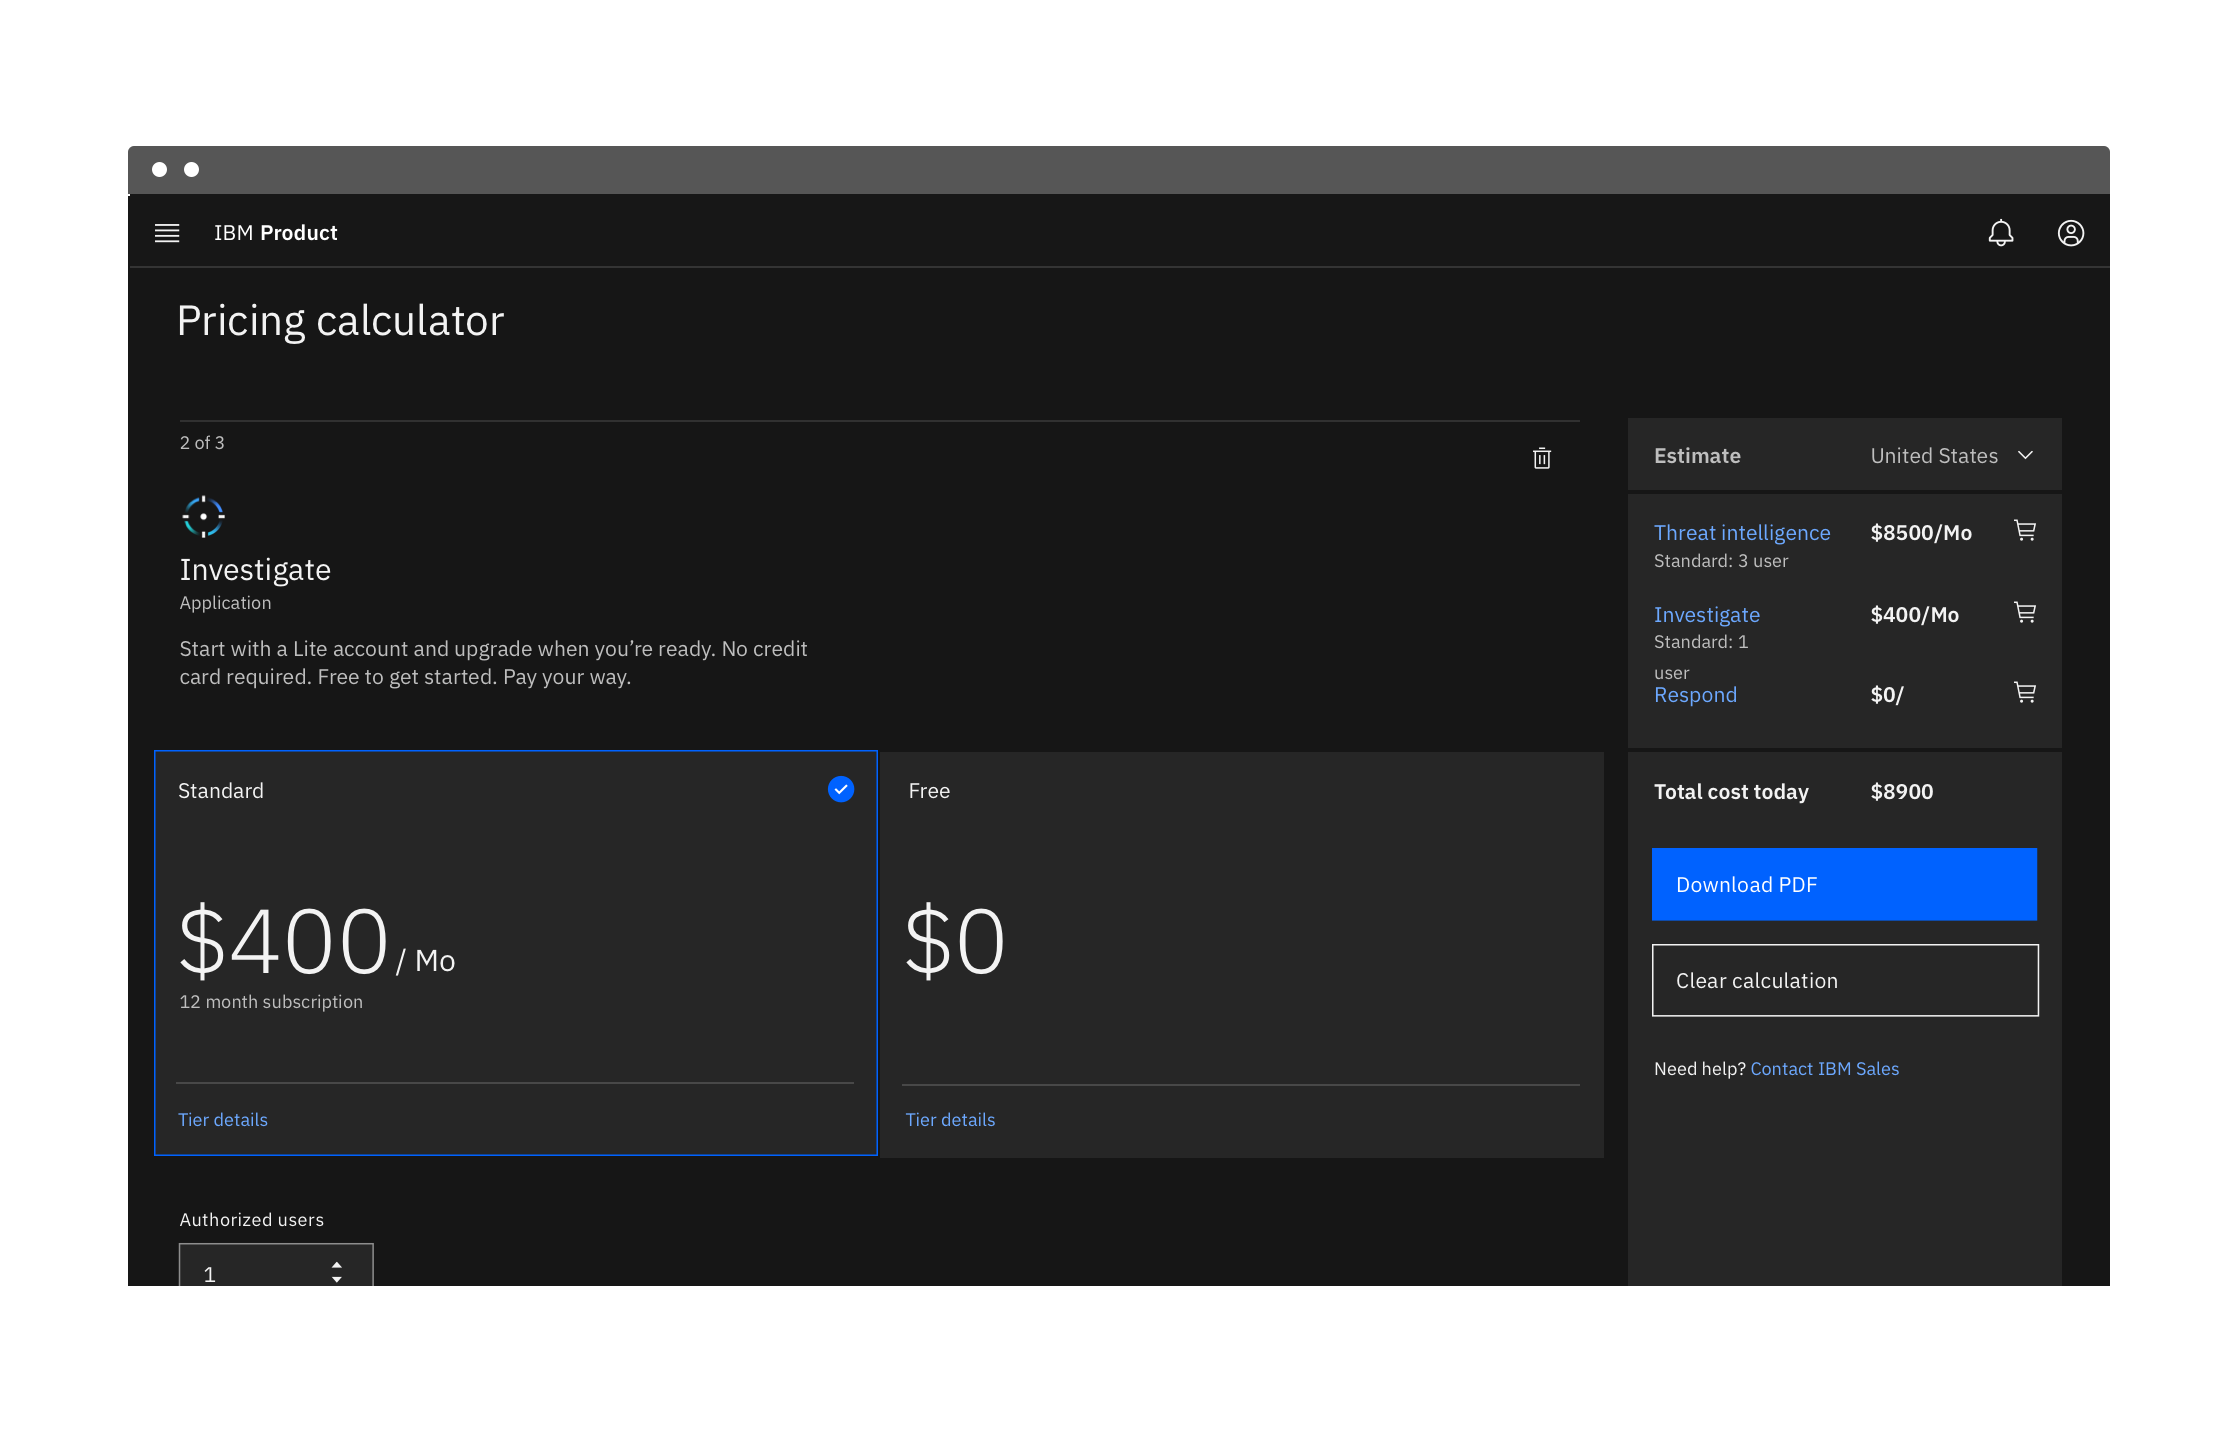 IBM Product
Pricing calculator
2 of 3
Investigate
Application
Start with a Lite account and upgrade when you’re ready. No credit
card required. Free to get started. Pay your way.
Standard
$400 / Mo
12 month subscription
Tier details
Free
$0
Tier details
Authorized users
1
Estimate United States
Threat intelligence $8500/Mo
Standard: 3 user
Investigate $400/Mo
Standard: 1
user
Respond $0/
Total cost today $8900
Download PDF
Clear calculation
Need help? Contact IBM Sales